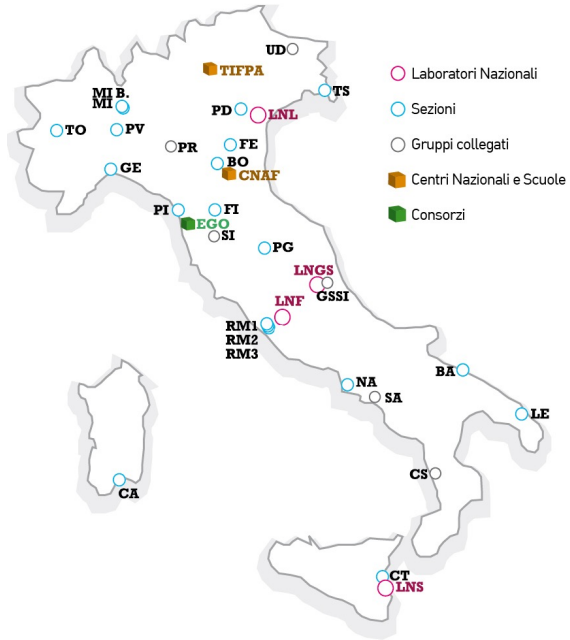 UD
TIFPA
Laboratori Nazionali
MI B.
MI
TS
PD
LNL
Sezioni
TO
PV
PR
FE
Gruppi collegati
BO
GE
CNAF
Centri Nazionali e Scuole
PI
FI
EGO
Consorzi
SI
PG
LNGS
GSSI
LNF
RM1
RM2
RM3
NA
BA
SA
LE
CS
CA
CT
LNS